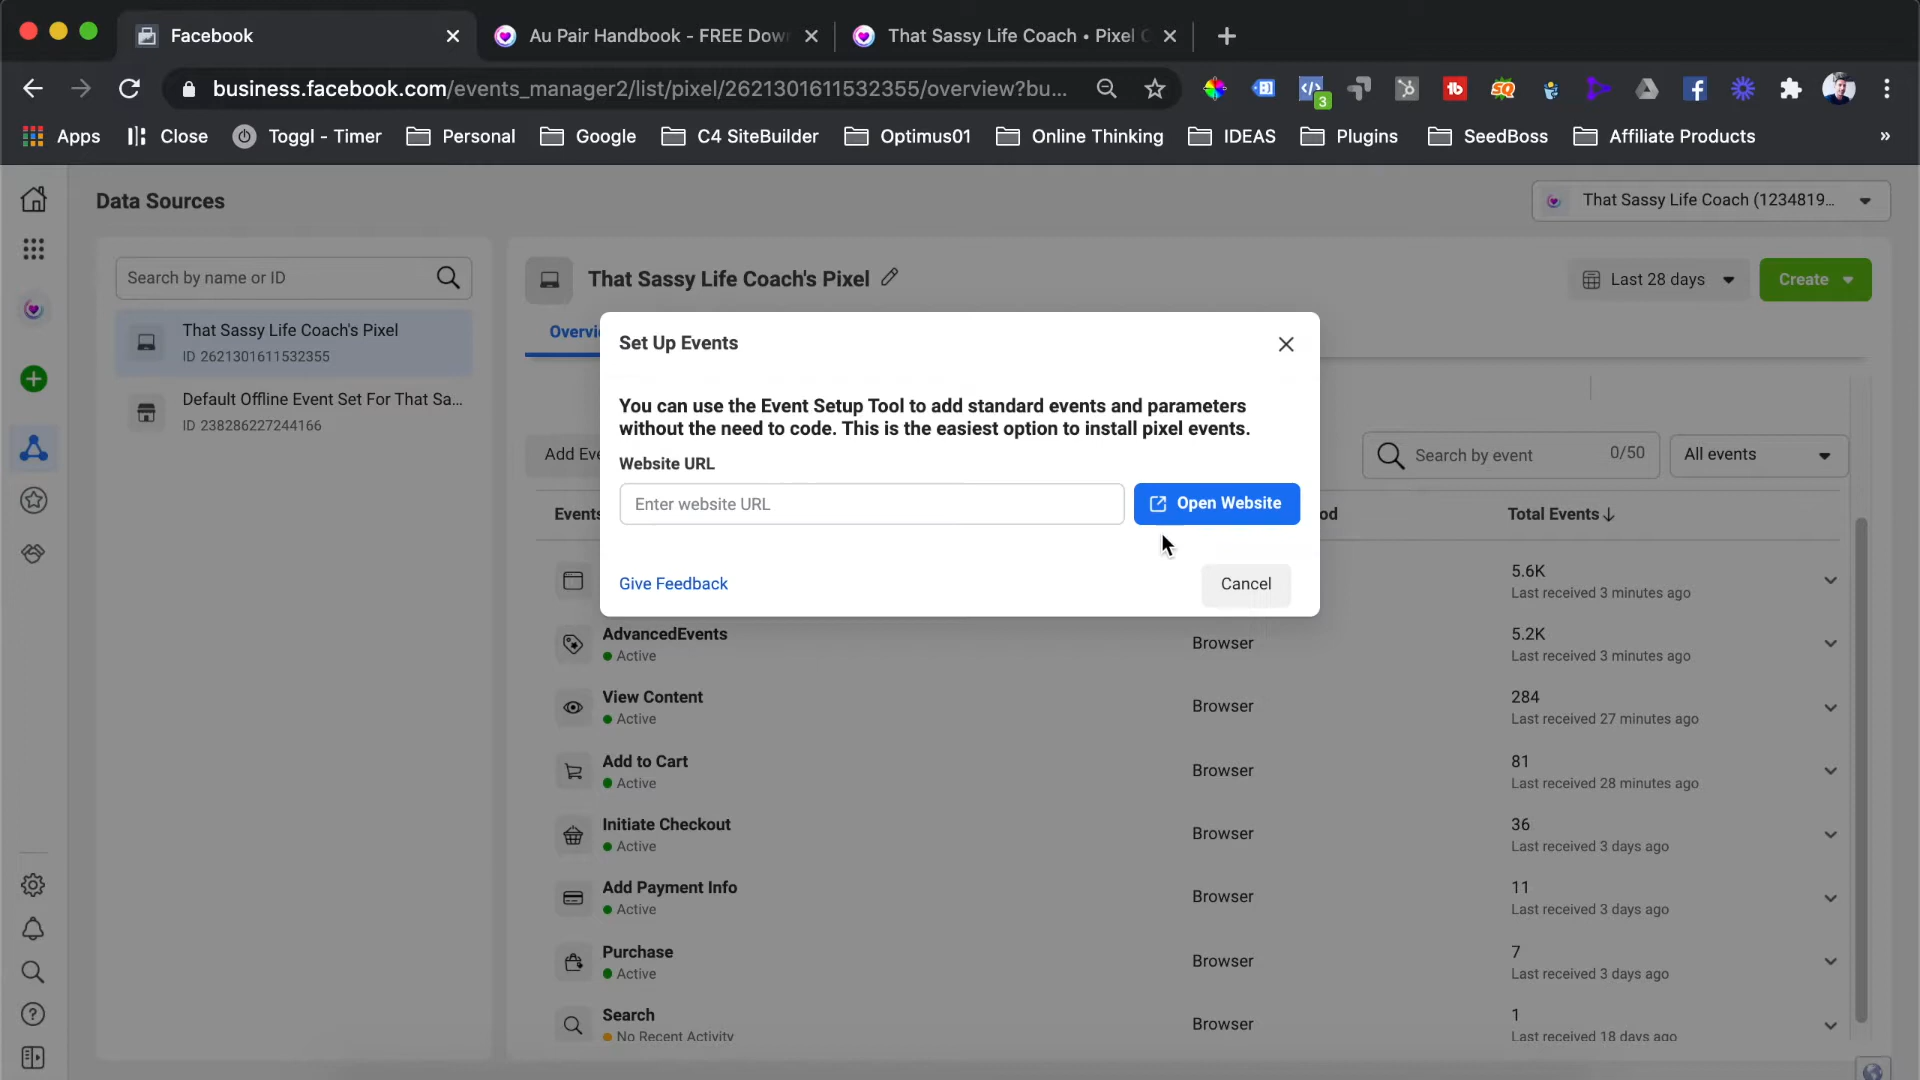 Facebook
Au Pair Handbook - FREE Dow
That Sassy Life Coach • Pixel C
business.facebook.com/events_manager2/list/pixel/2621301611532355/overview?bu...
3
Apps
Close
Toggl - Timer
Personal
Google
C4 SiteBuilder
Optimus01
Online Thinking
IDEAS
Plugins
SeedBoss
Affiliate Products
»
Data Sources
That Sassy Life Coach (1234819...
Search by name or ID
That Sassy Life Coach's Pixel
ID 2621301611532355
Default Offline Event Set For That Sa...
ID 238286227244166
That Sassy Life Coach's Pixel
Last 28 days
Create
Overvi
Set Up Events
You can use the Event Setup Tool to add standard events and parameters
without the need to code. This is the easiest option to install pixel events.
Website URL
Enter website URL
Open Website
Give Feedback
Cancel
Add Eve
Search by event
0/50
All events
Events
od
Total Events↓
5.6K
Last received 3 minutes ago
AdvancedEvents
Active
Browser
5.2K
Last received 3 minutes ago
View Content
Active
Browser
284
Last received 27 minutes ago
Add to Cart
Active
Browser
81
Last received 28 minutes ago
Initiate Checkout
Active
Browser
36
Last received 3 days ago
Add Payment Info
Active
Browser
11
Last received 3 days ago
Purchase
Active
Browser
7
Last received 3 days ago
Search
No Recent Activity
Browser
1
Last received 18 days ago